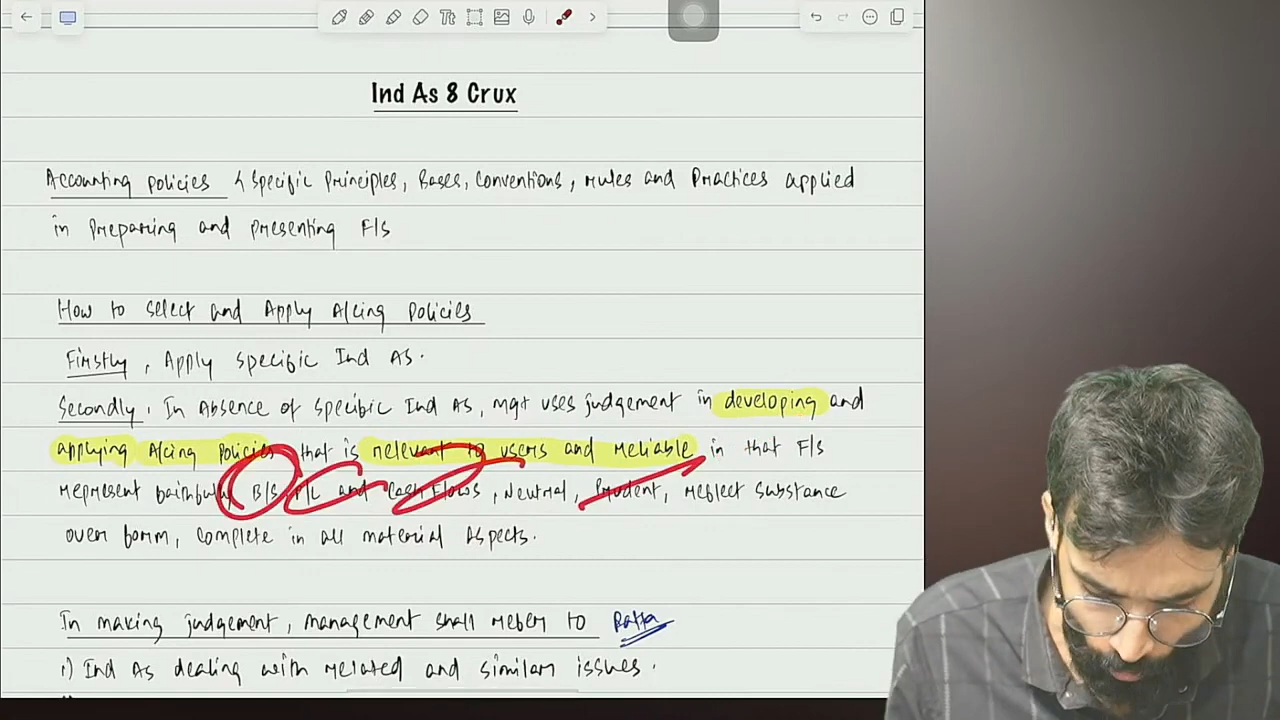 Ind As 8 Crux
Accounting Policies Specific Principles, Bases, Conventions, Rules and Practices applied
in Preparing and presenting F/S
How to Select and Apply A/cing Policies
Firstly, Apply Specific Ind AS.
Secondly. In Absence of Specific Ind AS, mgt uses judgement in developing and
applying A/cing policies that is relevant to users and Reliable in that F/S
Represent faithfully B/S P/L and Cash flows, Neutral, Prudent, Reflect Substance
over form, Complete in all material Aspects.
In making judgement, management shall Refer to Ratta
i) Ind As dealing with Related and similar issues.